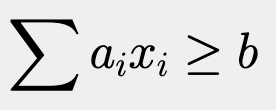 ∑ aᵢxᵢ ≥ b